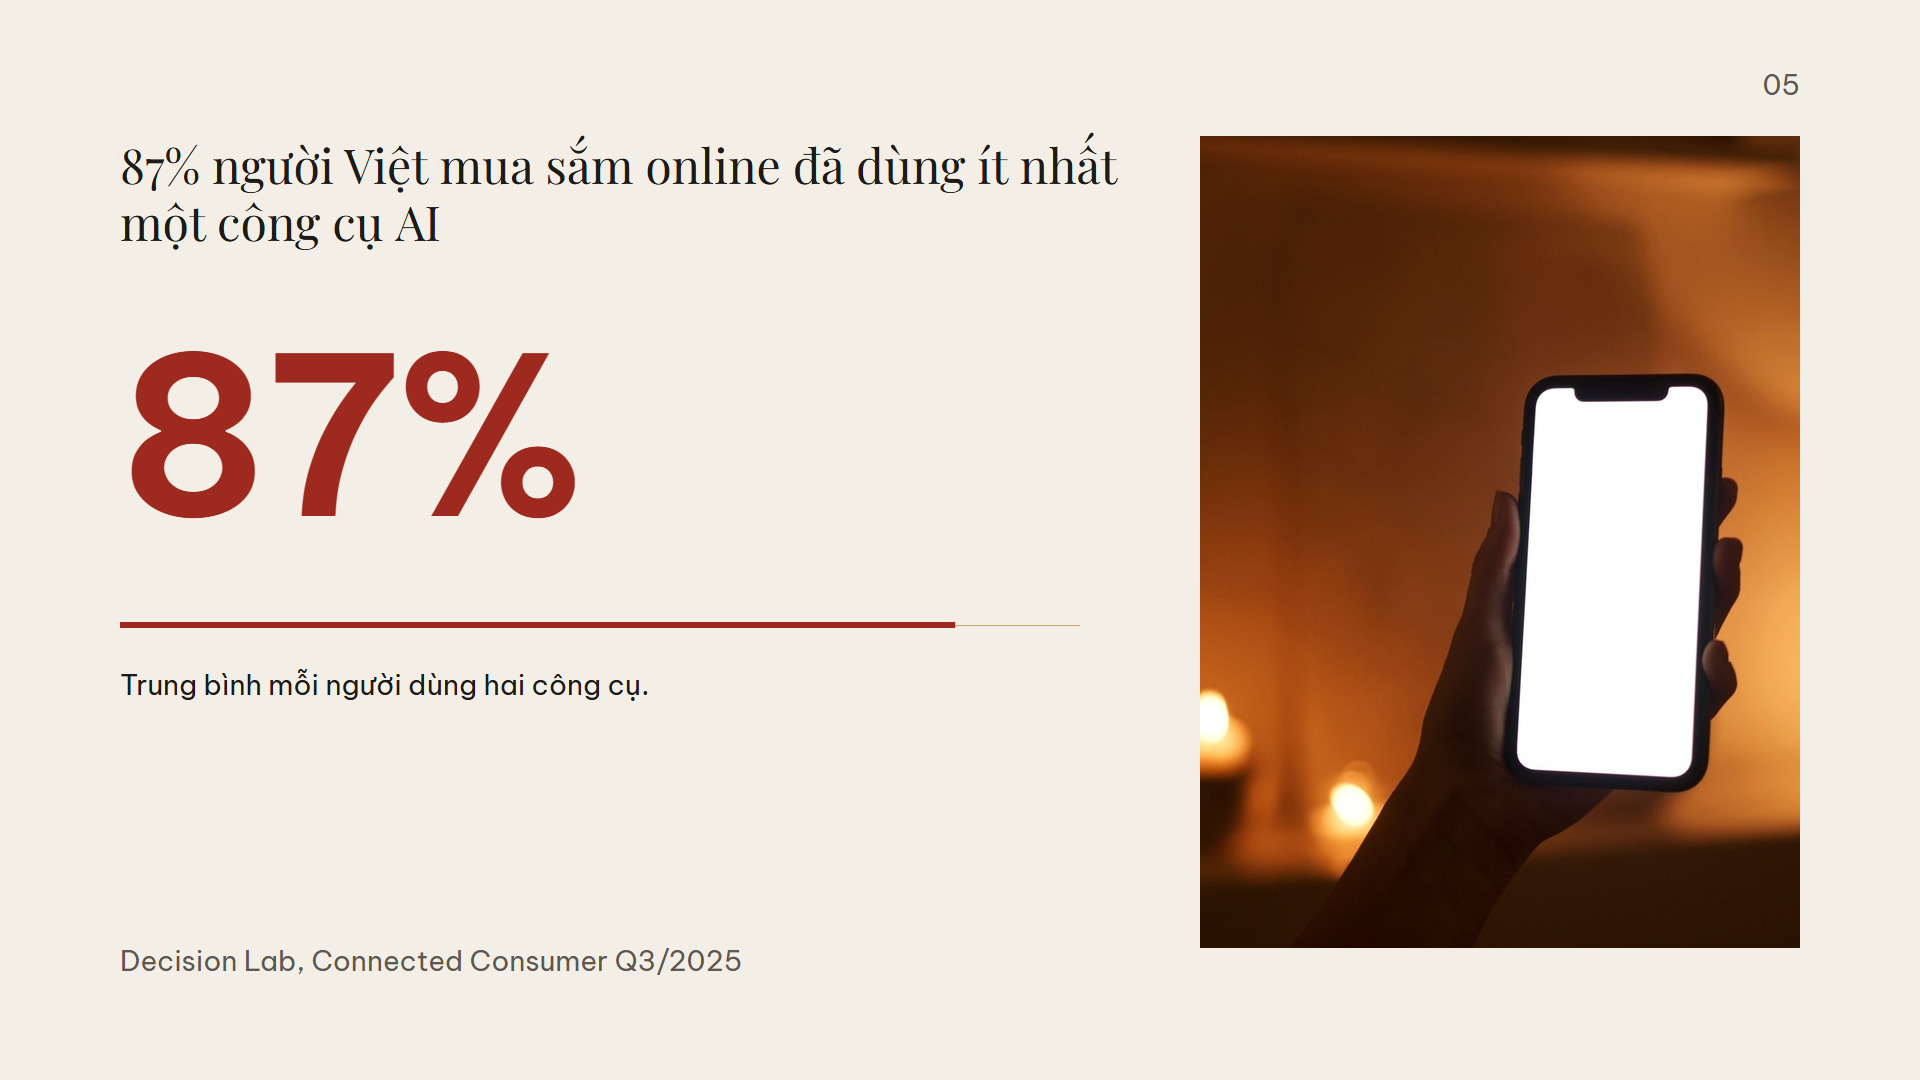 05
87% người Việt mua sắm online đã dùng ít nhất
một công cụ AI
87%
Trung bình mỗi người dùng hai công cụ.
Decision Lab, Connected Consumer Q3/2025